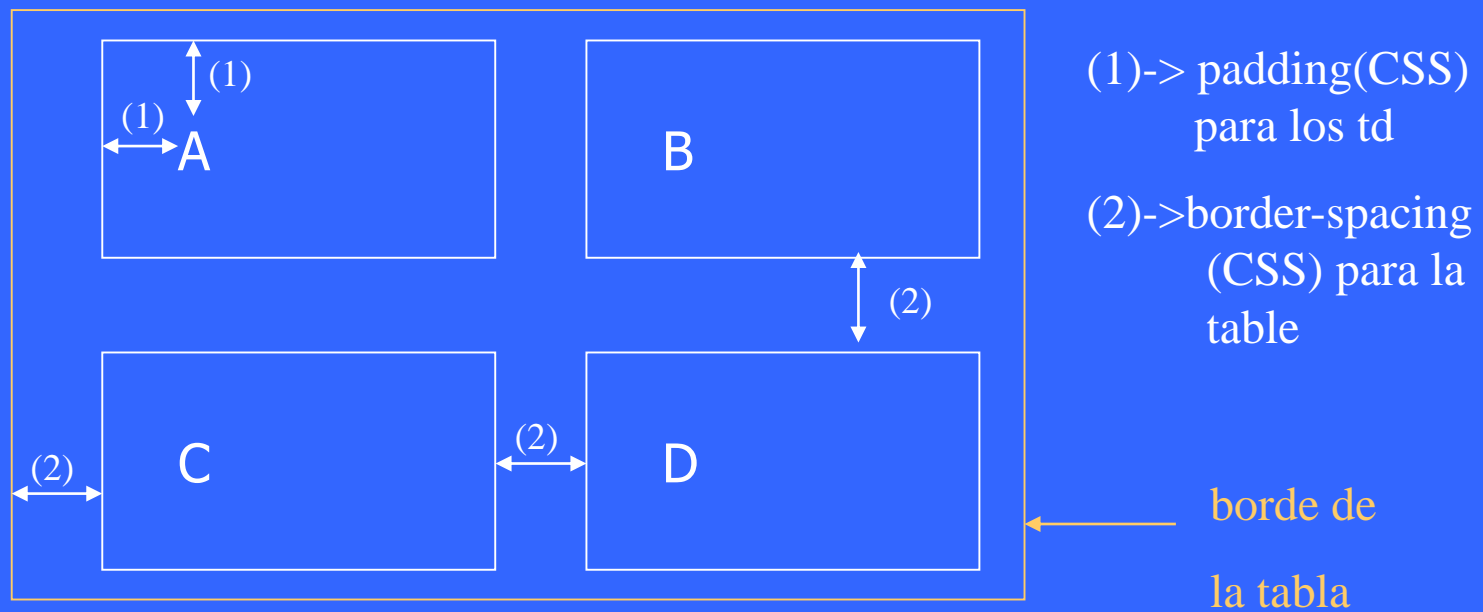 (1)
(1)
A
B
(2)
C
D
(2)
(2)
(1)-> padding(CSS)
para los td
(2)->border-spacing
(CSS) para la
table
borde de
la tabla